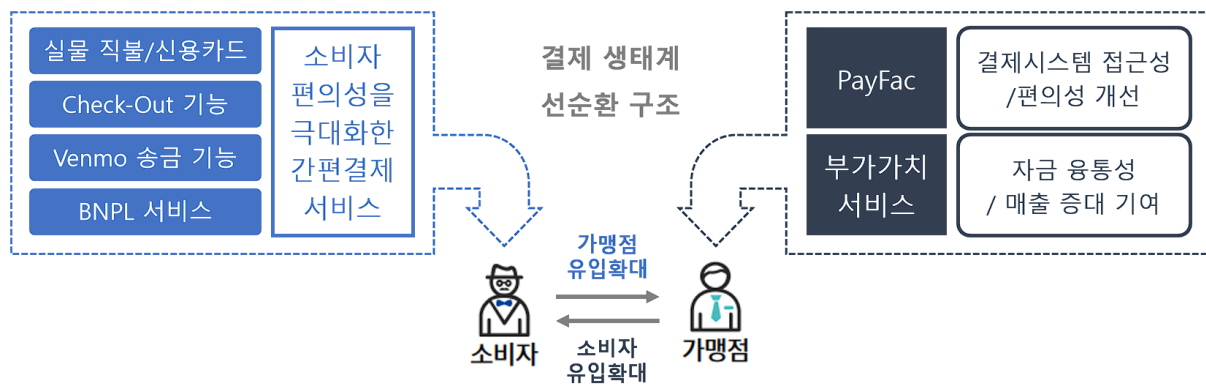 실물 직불/신용카드
Check-Out 기능
Venmo 송금 기능
BNPL 서비스
소비자
편의성을
극대화한
간편결제
서비스
결제 생태계
선순환 구조
PayFac
결제시스템 접근성
/편의성 개선
부가가치
서비스
자금 융통성
/ 매출 증대 기여
가맹점
유입확대
소비자
가맹점
소비자
유입확대